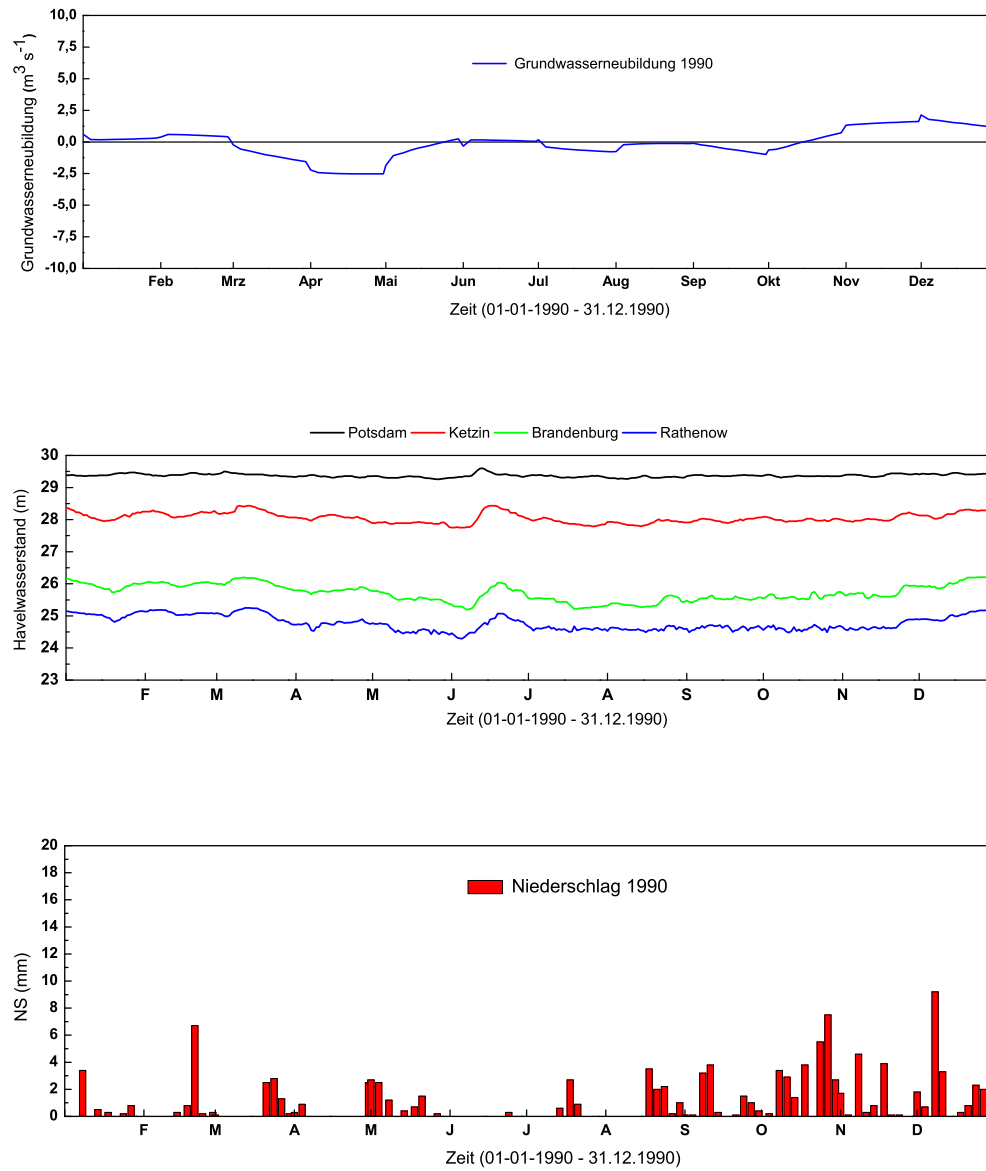 10,0
7,5
5,0
2,5
0,0
-2,5
-5,0
-7,5
-10,0
Grundwasserneubildung (m³ s⁻¹)
Grundwasserneubildung 1990
Feb Mrz Apr Mai Jun Jul Aug Sep Okt Nov Dez
Zeit (01-01-1990 - 31.12.1990)
Potsdam Ketzin Brandenburg Rathenow
30
29
28
27
26
25
24
23
Havelwasserstand (m)
F M A M J J A S O N D
Zeit (01-01-1990 - 31.12.1990)
20
18
16
14
12
10
8
6
4
2
0
NS (mm)
Niederschlag 1990
F M A M J J A S O N D
Zeit (01-01-1990 - 31.12.1990)